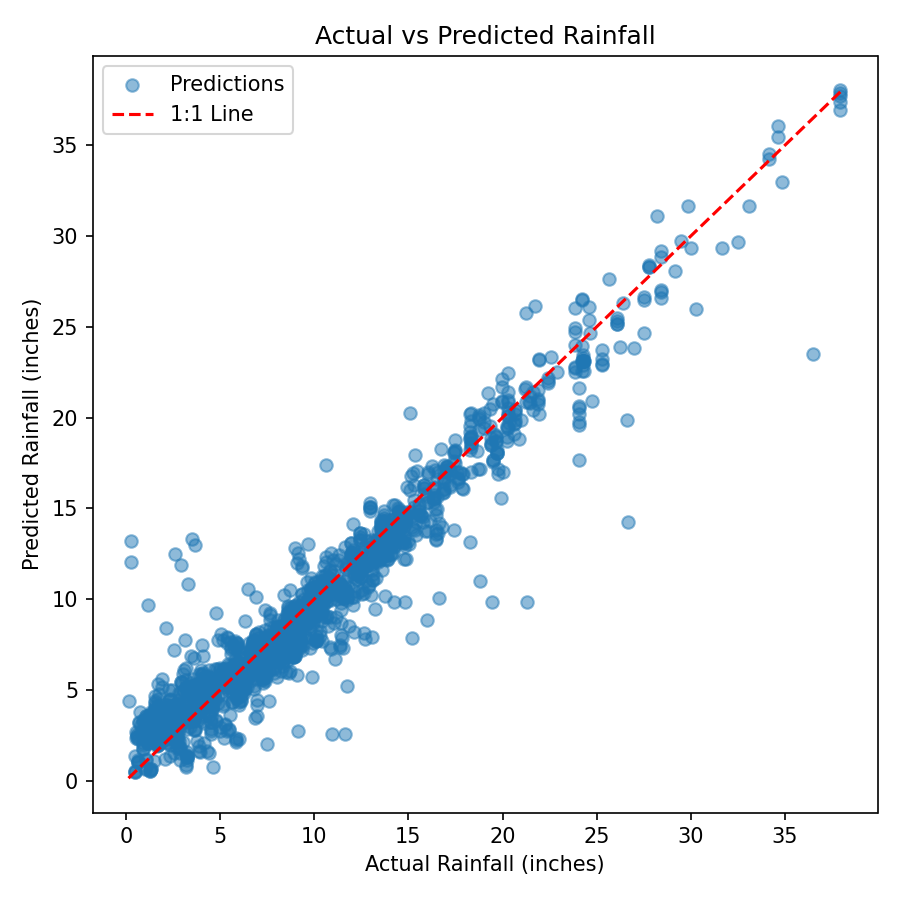 Actual vs Predicted Rainfall
Predictions
1:1 Line
Predicted Rainfall (inches)
35
30
25
20
15
10
5
0
0 5 10 15 20 25 30 35
Actual Rainfall (inches)